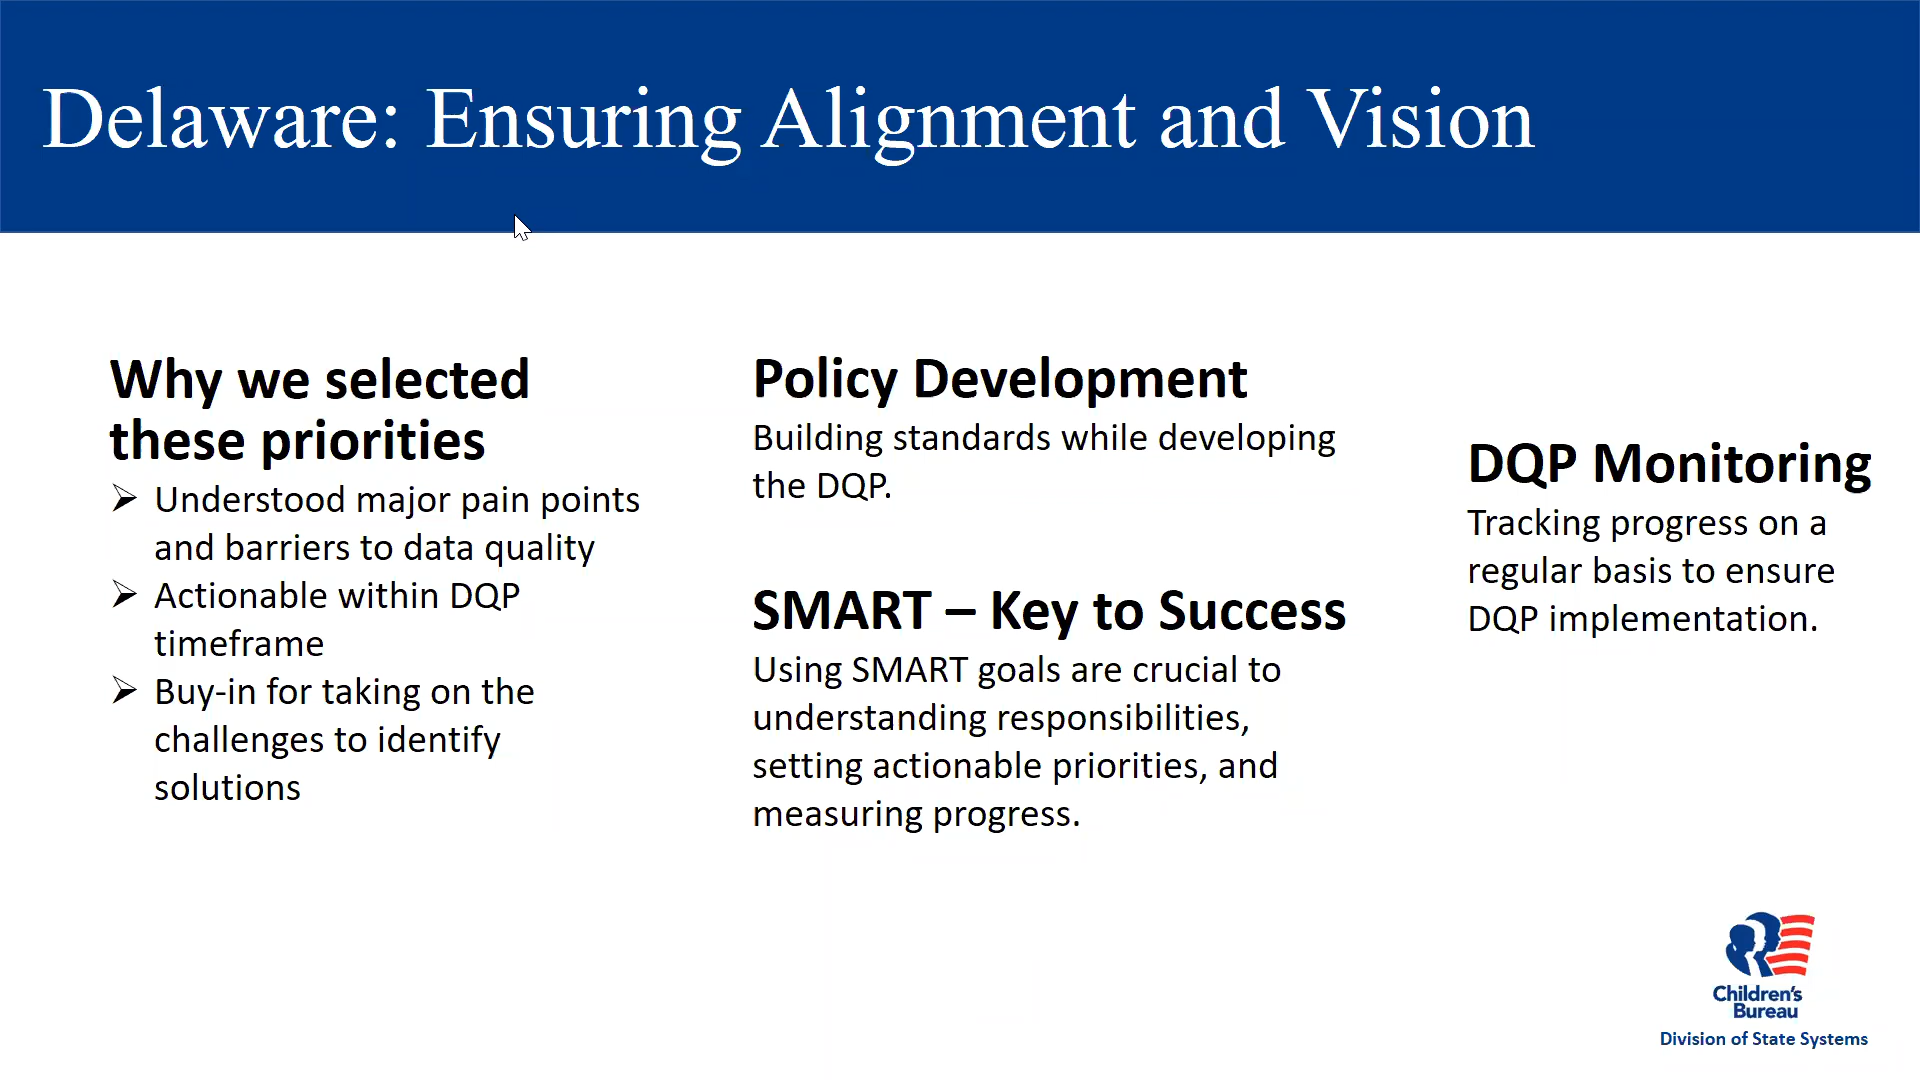 Delaware: Ensuring Alignment and Vision
Why we selected
these priorities
➢ Understood major pain points
and barriers to data quality
➢ Actionable within DQP
timeframe
➢ Buy-in for taking on the
challenges to identify
solutions
Policy Development
Building standards while developing
the DQP.
SMART – Key to Success
Using SMART goals are crucial to
understanding responsibilities,
setting actionable priorities, and
measuring progress.
DQP Monitoring
Tracking progress on a
regular basis to ensure
DQP implementation.
Children's
Bureau
Division of State Systems